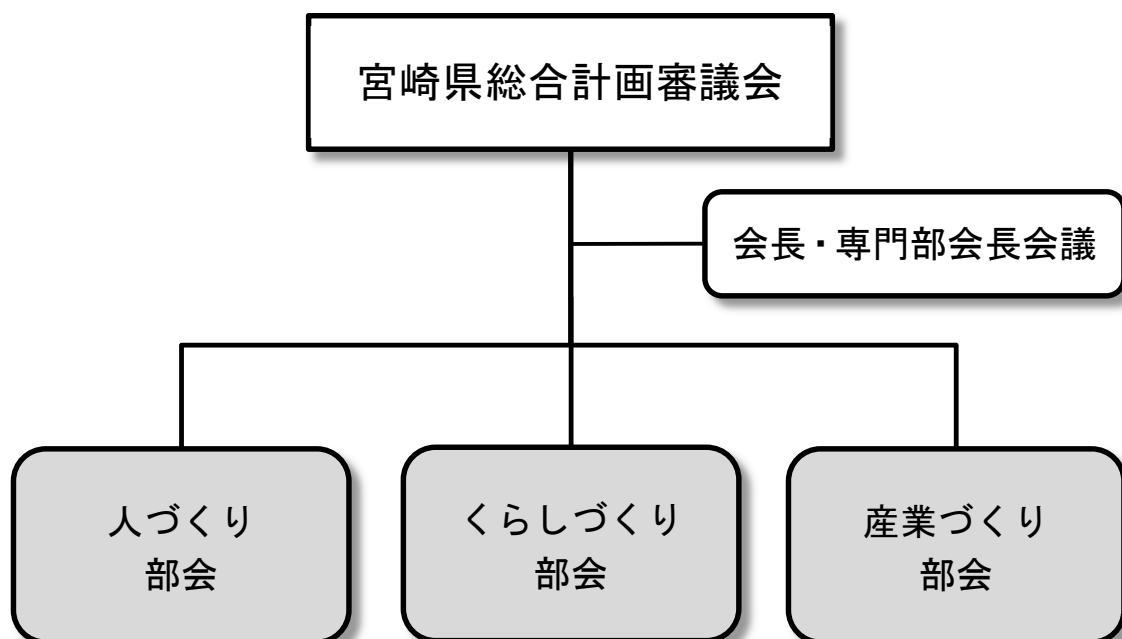 宮崎県総合計画審議会
会長・専門部会長会議
人づくり
部会
くらしづくり
部会
産業づくり
部会